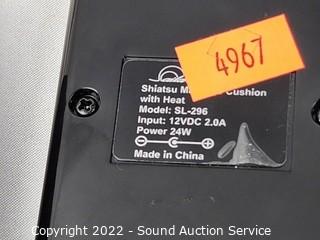 4967
Shiatsu Cushion
with Heat
Model: SL-296
Input: 12VDC 2.0A
Power 24W
Made in China
Copyright 2022 - Sound Auction Service